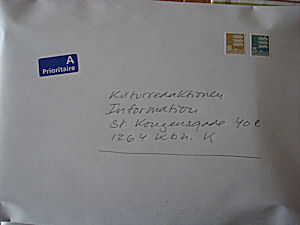 A
Prioritaire
Kulturredaktionen
Information
St. Kongensgade 40 C
1264 Kbh. K